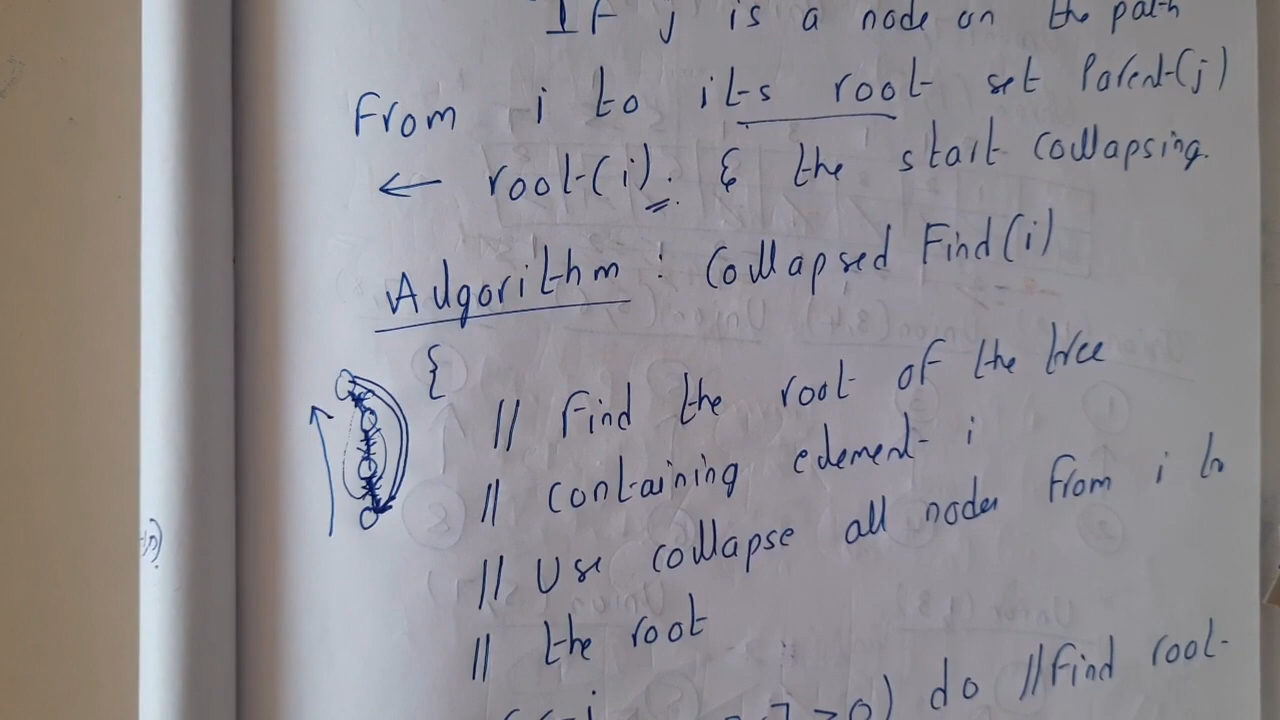 If j is a node on the path
From i to its root set Parent(j)
← root(i). & the start collapsing.
Algorithm : Collapsed Find(i)
{
// Find the root of the tree
// containing element i
// Use collapse all nodes from i to
// the root
> 0) do // Find root